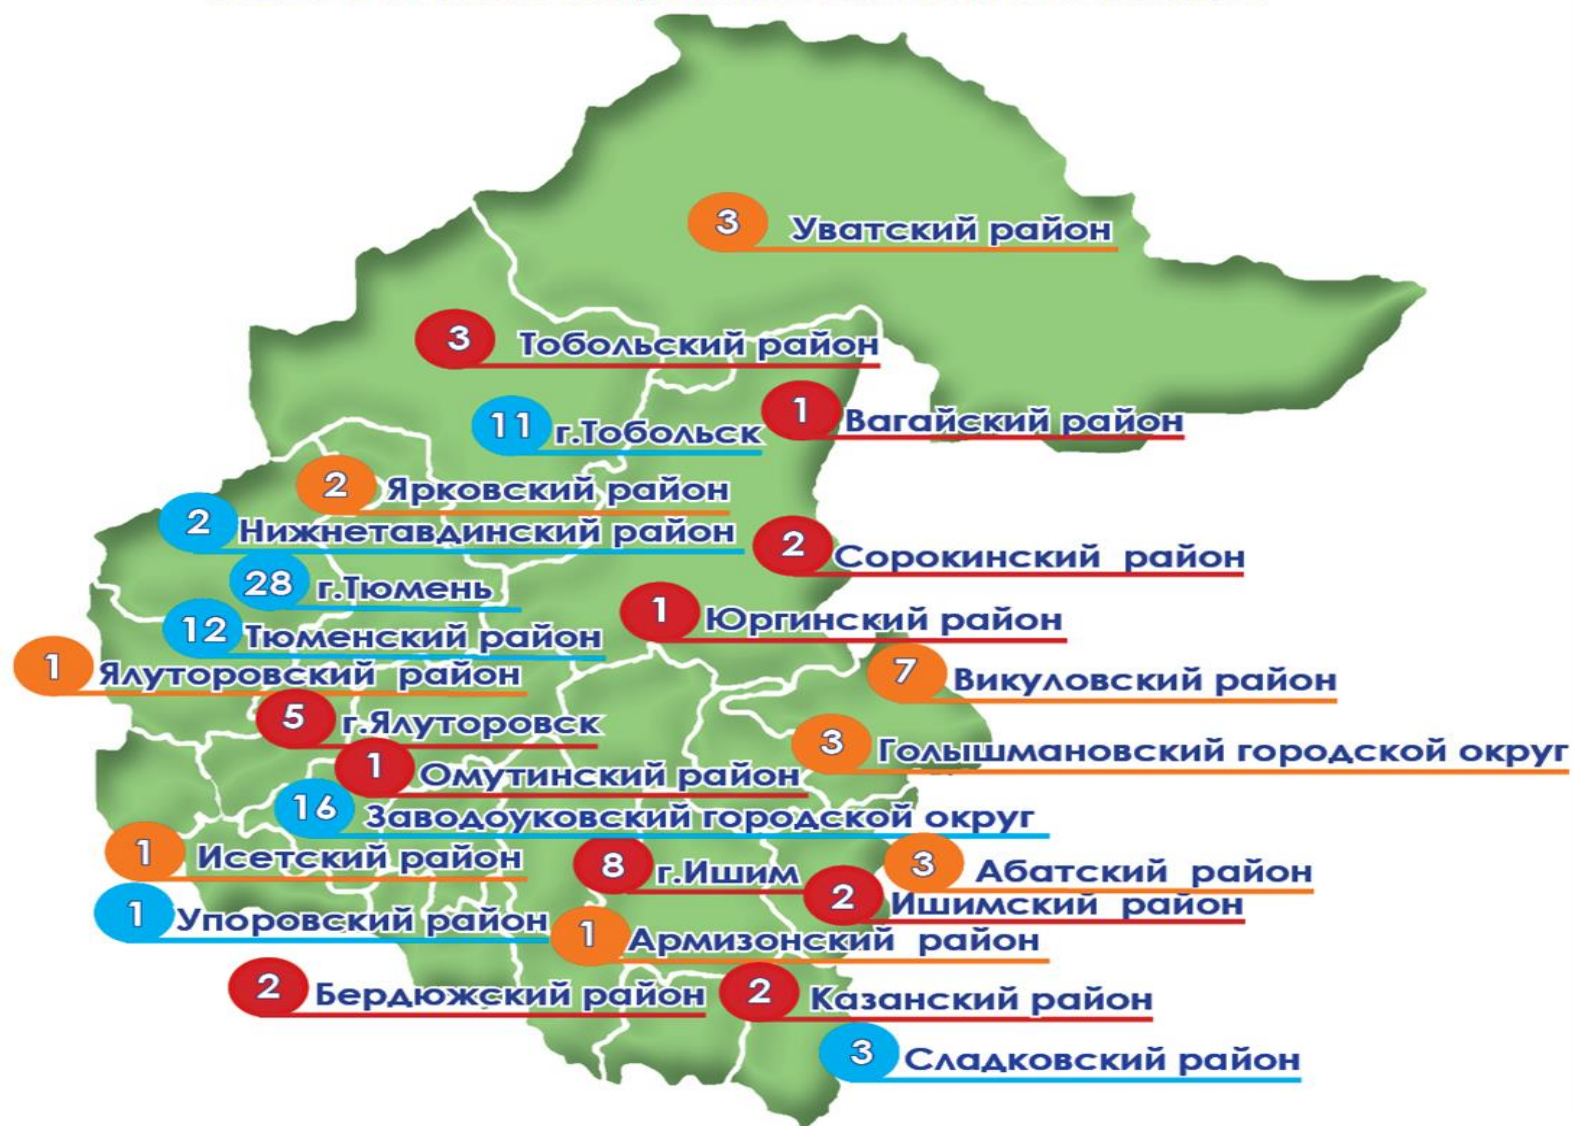 3 Уватский район
3 Тобольский район
1 Вагайский район
11 г.Тобольск
2 Ярковский район
2 Нижнетавдинский район
2 Сорокинский район
28 г.Тюмень
1 Юргинский район
12 Тюменский район
1 Ялуторовский район
7 Викуловский район
5 г.Ялуторовск
3 Голышмановский городской округ
1 Омутинский район
16 Заводоуковский городской округ
1 Исетский район
8 г.Ишим
3 Абатский район
2 Ишимский район
1 Упоровский район
1 Армизонский район
2 Бердюжский район
2 Казанский район
3 Сладковский район